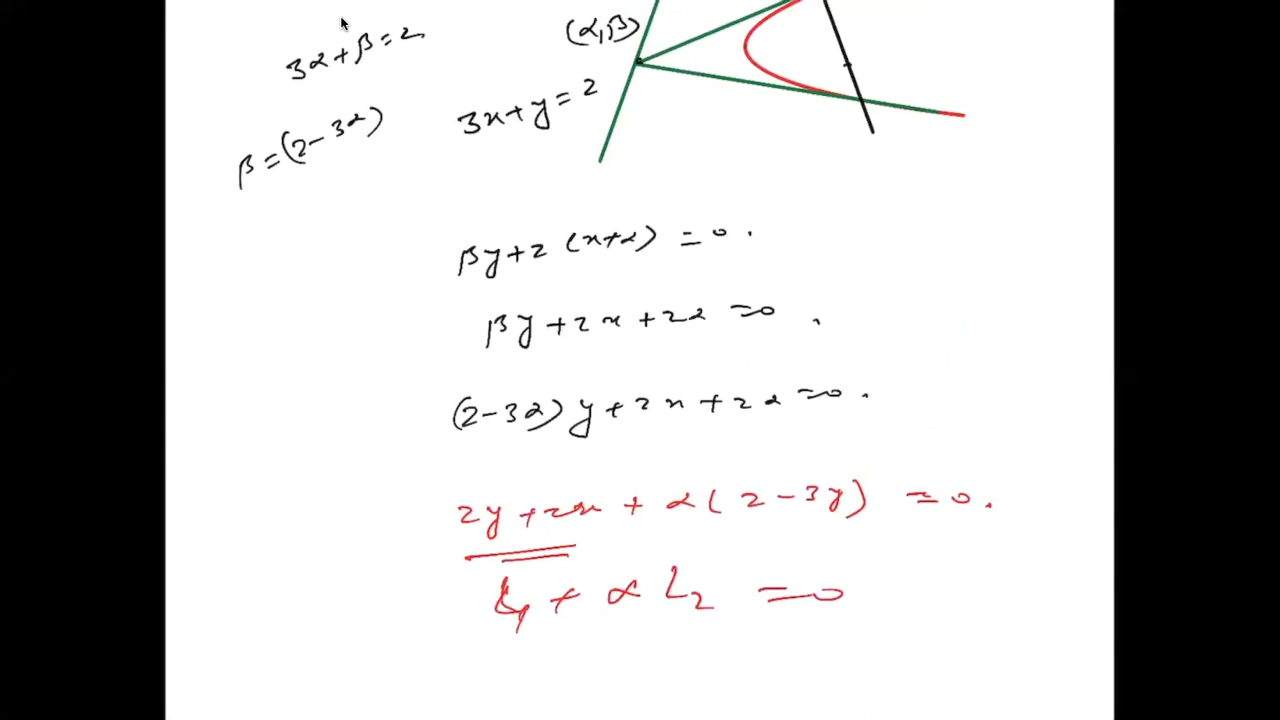 3α+β=2
(α,β)
β=(2-3α)
3x+y=2
βy+2(x+α)=0.
βy+2x+2α=0.
(2-3α)y+2x+2α=0.
2y+2x+α(2-3y)=0.
L1+αL2=0